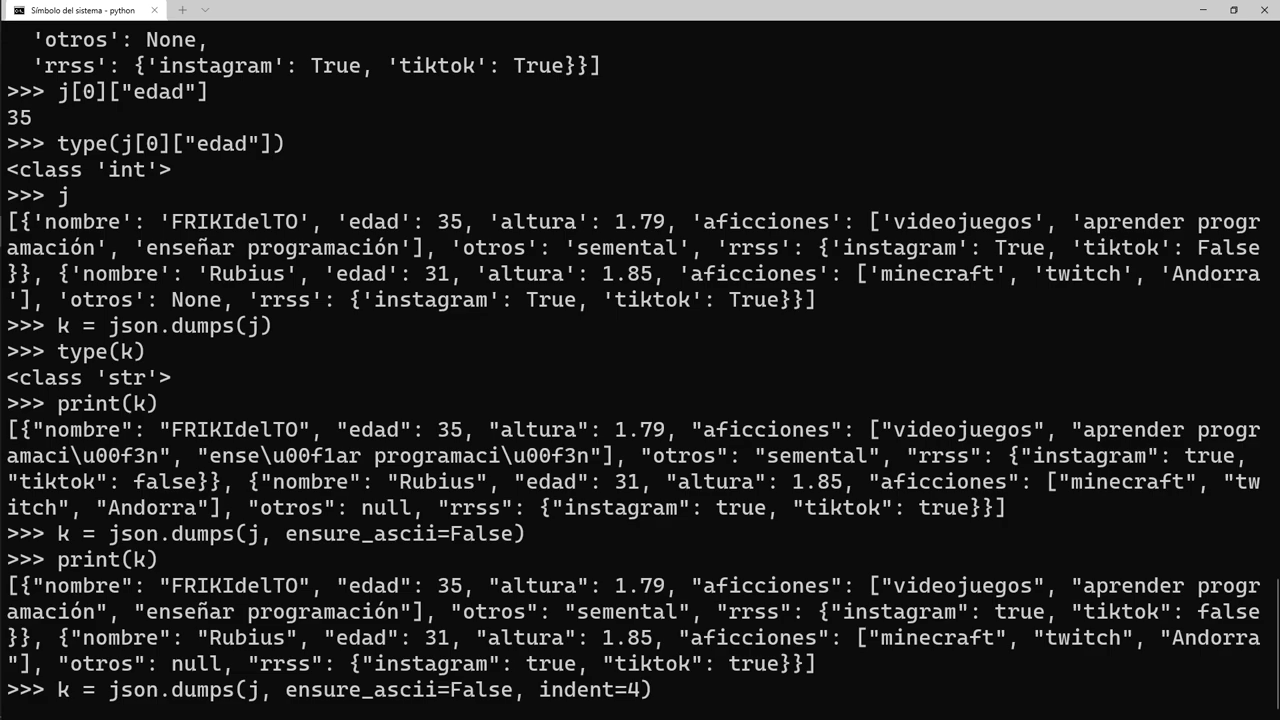 Símbolo del sistema - python
'otros': None,
'rrss': {'instagram': True, 'tiktok': True}}]
>>> j[0]["edad"]
35
>>> type(j[0]["edad"])
<class 'int'>
>>> j
[{'nombre': 'FRIKIdelTO', 'edad': 35, 'altura': 1.79, 'aficciones': ['videojuegos', 'aprender progr
amación', 'enseñar programación'], 'otros': 'semental', 'rrss': {'instagram': True, 'tiktok': False
}}, {'nombre': 'Rubius', 'edad': 31, 'altura': 1.85, 'aficciones': ['minecraft', 'twitch', 'Andorra
'], 'otros': None, 'rrss': {'instagram': True, 'tiktok': True}}]
>>> k = json.dumps(j)
>>> type(k)
<class 'str'>
>>> print(k)
[{"nombre": "FRIKIdelTO", "edad": 35, "altura": 1.79, "aficciones": ["videojuegos", "aprender progr
amaci\u00f3n", "ense\u00f1ar programaci\u00f3n"], "otros": "semental", "rrss": {"instagram": true,
"tiktok": false}}, {"nombre": "Rubius", "edad": 31, "altura": 1.85, "aficciones": ["minecraft", "tw
itch", "Andorra"], "otros": null, "rrss": {"instagram": true, "tiktok": true}}]
>>> k = json.dumps(j, ensure_ascii=False)
>>> print(k)
[{"nombre": "FRIKIdelTO", "edad": 35, "altura": 1.79, "aficciones": ["videojuegos", "aprender progr
amación", "enseñar programación"], "otros": "semental", "rrss": {"instagram": true, "tiktok": false
}}, {"nombre": "Rubius", "edad": 31, "altura": 1.85, "aficciones": ["minecraft", "twitch", "Andorra
"], "otros": null, "rrss": {"instagram": true, "tiktok": true}}]
>>> k = json.dumps(j, ensure_ascii=False, indent=4)